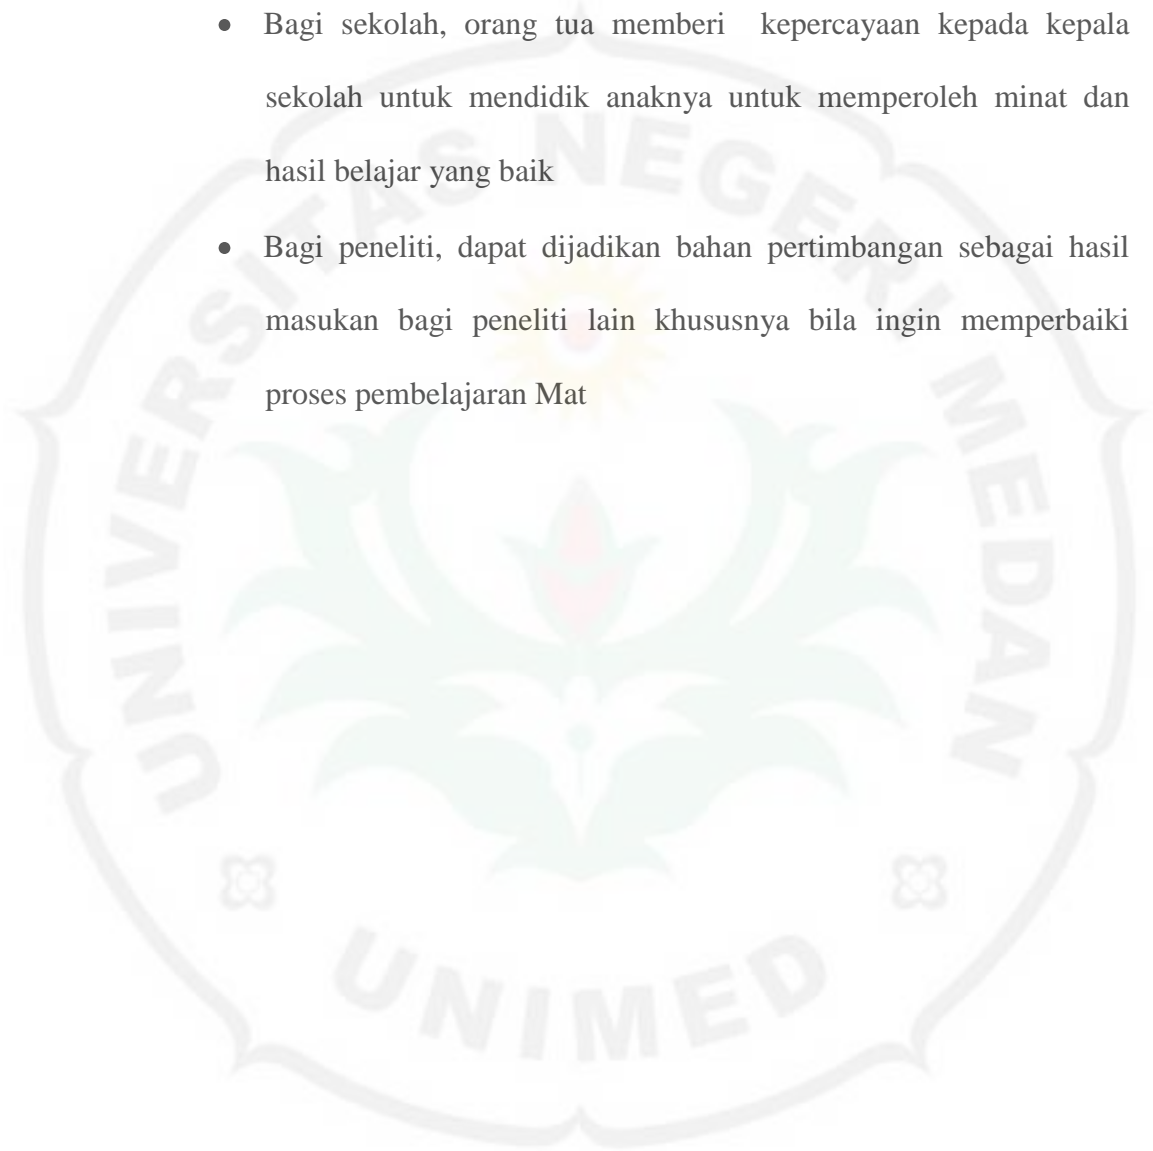 • Bagi sekolah, orang tua memberi kepercayaan kepada kepala
sekolah untuk mendidik anaknya untuk memperoleh minat dan
hasil belajar yang baik
• Bagi peneliti, dapat dijadikan bahan pertimbangan sebagai hasil
masukan bagi peneliti lain khususnya bila ingin memperbaiki
proses pembelajaran Mat
UNIVERSITAS NEGERI MEDAN
UNIMED